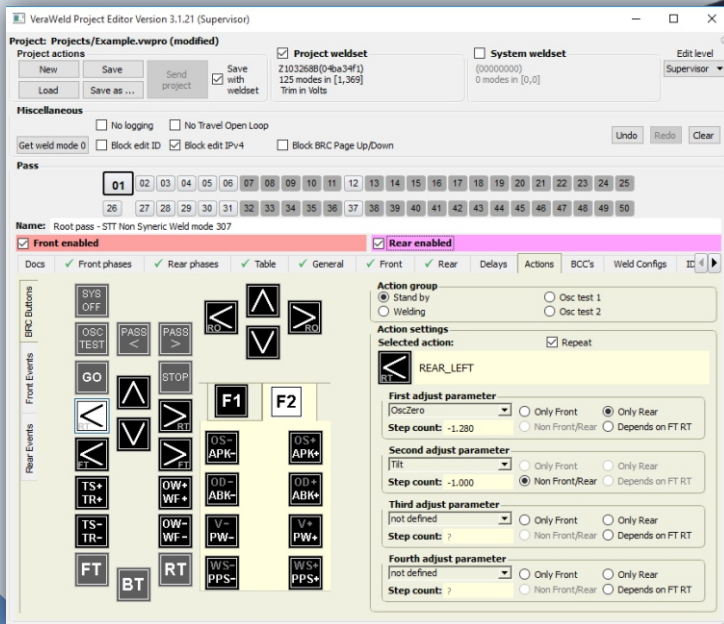 VeraWeld Project Editor Version 3.1.21 (Supervisor)
Project: Projects/Example.vwpro (modified)
Project actions
New Save Send project Save with weldset
Load Save as ...
Project weldset
Z103268B(04ba34f1)
125 modes in [1,369]
Trim in Volts
System weldset
(00000000)
0 modes in [0,0]
Edit level
Supervisor
Miscellaneous
No logging No Travel Open Loop
Get weld mode 0 Block edit ID Block edit IPv4 Block BRC Page Up/Down
Undo Redo Clear
Pass
01 02 03 04 05 06 07 08 09 10 11 12 13 14 15 16 17 18 19 20 21 22 23 24 25
26 27 28 29 30 31 32 33 34 35 36 37 38 39 40 41 42 43 44 45 46 47 48 49 50
Name: Root pass - STT Non Syneric Weld mode 307
Front enabled Rear enabled
Docs Front phases Rear phases Table General Front Rear Delays Actions BCC's Weld Configs
BRC Buttons
Front Events
Rear Events
SYS OFF
RO RO
OSC TEST PASS < PASS >
GO STOP
RT RT
FT FT
TS+ TR+ OW+ WF+
TS- TR- OW- WF-
FT BT RT
F1 F2
OS- APK- OS+ APK+
OD- ABK- OD+ ABK+
V- PW- V+ PW+
WS- PPS- WS+ PPS+
Action group
Stand by Osc test 1
Welding Osc test 2
Action settings
Selected action: Repeat
RT REAR_LEFT
First adjust parameter
OscZero Only Front Only Rear
Step count: -1.280 Non Front/Rear Depends on FT RT
Second adjust parameter
Tilt Only Front Only Rear
Step count: -1.000 Non Front/Rear Depends on FT RT
Third adjust parameter
not defined Only Front Only Rear
Step count: ? Non Front/Rear Depends on FT RT
Fourth adjust parameter
not defined Only Front Only Rear
Step count: ? Non Front/Rear Depends on FT RT